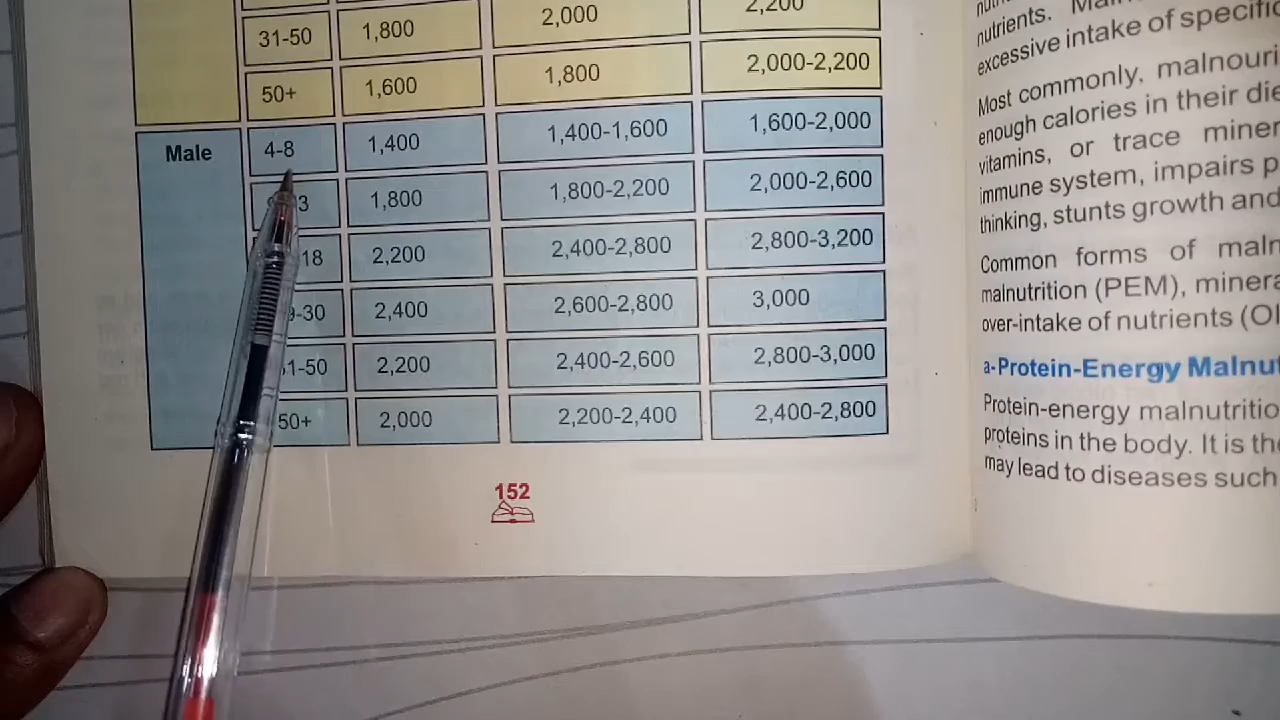 2,000
2,200
31-50 1,800
50+ 1,600 1,800 2,000-2,200
Male 4-8 1,400 1,400-1,600 1,600-2,000
1,800 1,800-2,200 2,000-2,600
18 2,200 2,400-2,800 2,800-3,200
-30 2,400 2,600-2,800 3,000
1-50 2,200 2,400-2,600 2,800-3,000
50+ 2,000 2,200-2,400 2,400-2,800
152
nutrients.
excessive intake of specific
Most commonly, malnouri
enough calories in their die
vitamins, or trace miner
immune system, impairs p
thinking, stunts growth and
Common forms of maln
malnutrition (PEM), minera
over-intake of nutrients (O
a-Protein-Energy Malnu
Protein-energy malnutritio
proteins in the body. It is the
may lead to diseases such